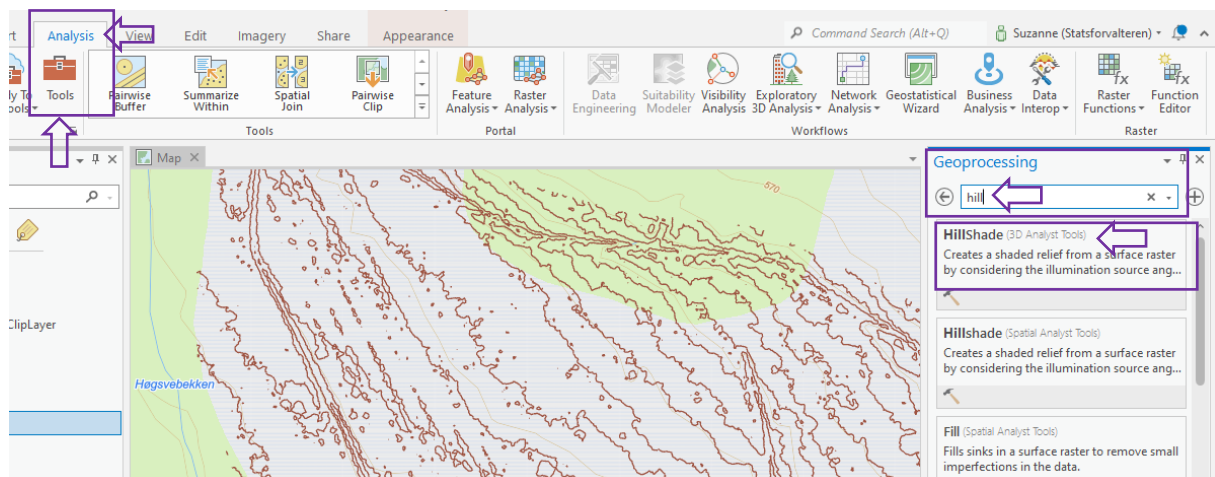 rt Analysis View Edit Imagery Share Appearance
Command Search (Alt+Q) Suzanne (Statsforvalteren)
Tools
Pairwise
Buffer
Summarize
Within
Spatial
Join
Pairwise
Clip
Feature
Analysis
Raster
Analysis
Data
Engineering
Suitability
Modeler
Visibility
Analysis
Exploratory
3D Analysis
Network
Analysis
Geostatistical
Wizard
Business
Analysis
Data
Interop
Raster
Functions
Function
Editor
Tools Portal Workflows Raster
Map
570
Høgsvebekken
ClipLayer
Geoprocessing
hill
HillShade (3D Analyst Tools)
Creates a shaded relief from a surface raster
by considering the illumination source ang...
Hillshade (Spatial Analyst Tools)
Creates a shaded relief from a surface raster
by considering the illumination source ang...
Fill (Spatial Analyst Tools)
Fills sinks in a surface raster to remove small
imperfections in the data.